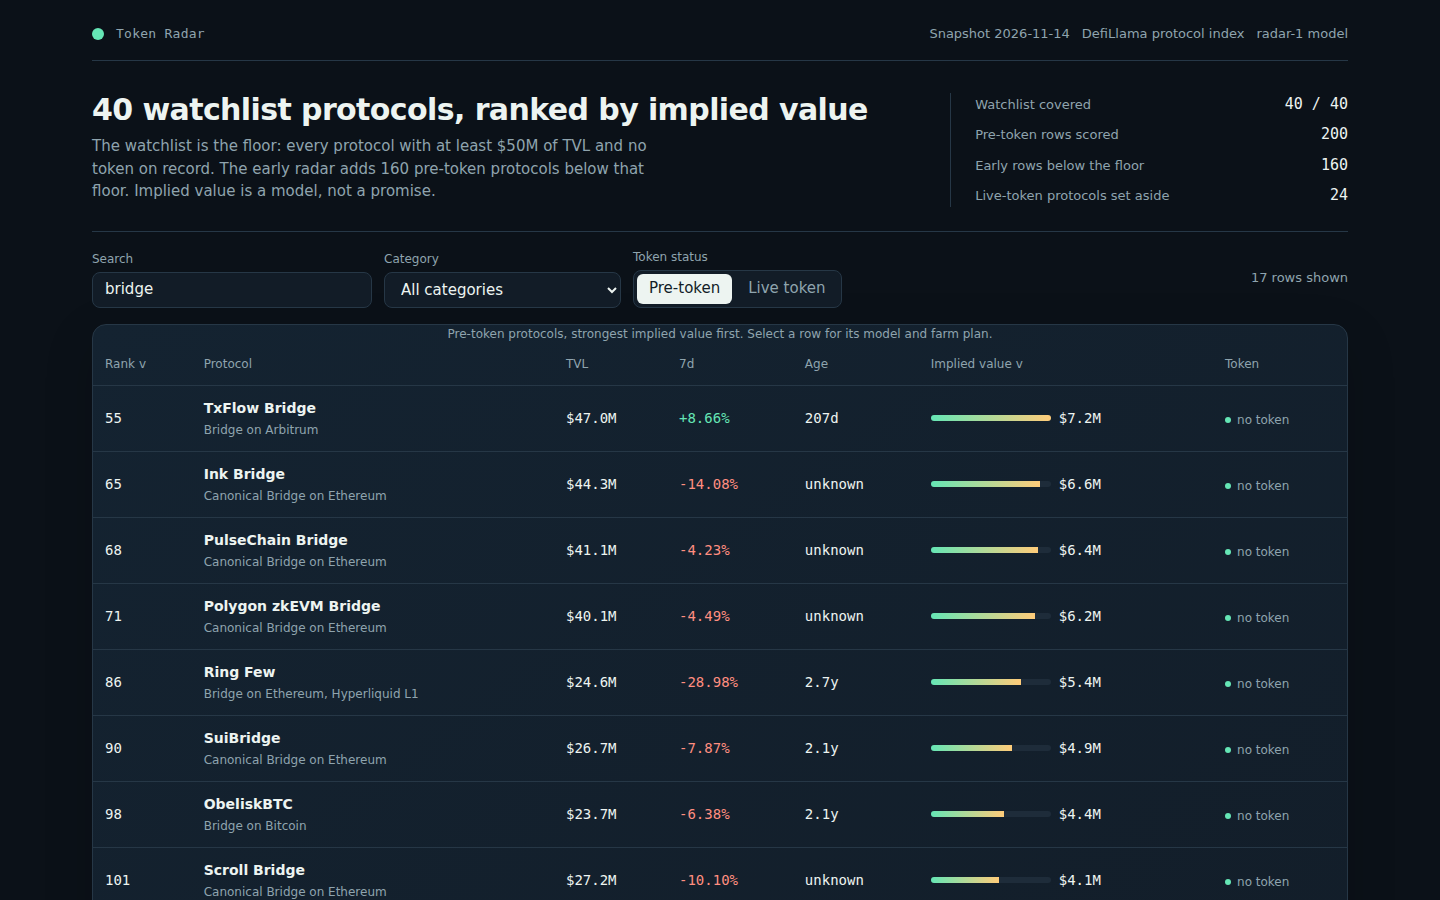 Token Radar
Snapshot 2026-11-14 DefiLlama protocol index radar-1 model
40 watchlist protocols, ranked by implied value
The watchlist is the floor: every protocol with at least $50M of TVL and no
token on record. The early radar adds 160 pre-token protocols below that
floor. Implied value is a model, not a promise.
Watchlist covered 40 / 40
Pre-token rows scored 200
Early rows below the floor 160
Live-token protocols set aside 24
Search
bridge
Category
All categories
Token status
Pre-token Live token
17 rows shown
Pre-token protocols, strongest implied value first. Select a row for its model and farm plan.
Rank v Protocol TVL 7d Age Implied value v Token
55 TxFlow Bridge $47.0M +8.66% 207d $7.2M no token
Bridge on Arbitrum
65 Ink Bridge $44.3M -14.08% unknown $6.6M no token
Canonical Bridge on Ethereum
68 PulseChain Bridge $41.1M -4.23% unknown $6.4M no token
Canonical Bridge on Ethereum
71 Polygon zkEVM Bridge $40.1M -4.49% unknown $6.2M no token
Canonical Bridge on Ethereum
86 Ring Few $24.6M -28.98% 2.7y $5.4M no token
Bridge on Ethereum, Hyperliquid L1
90 SuiBridge $26.7M -7.87% 2.1y $4.9M no token
Canonical Bridge on Ethereum
98 ObeliskBTC $23.7M -6.38% 2.1y $4.4M no token
Bridge on Bitcoin
101 Scroll Bridge $27.2M -10.10% unknown $4.1M no token
Canonical Bridge on Ethereum